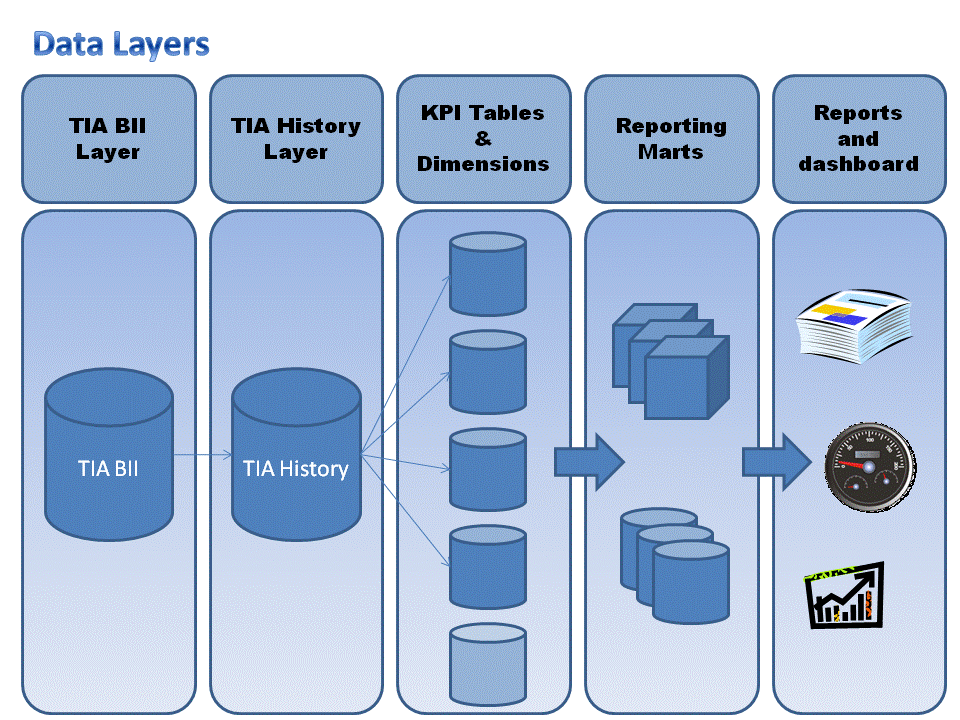 Data Layers
TIA BII
Layer
TIA History
Layer
KPI Tables
&
Dimensions
Reporting
Marts
Reports
and
dashboard
TIA BII
TIA History